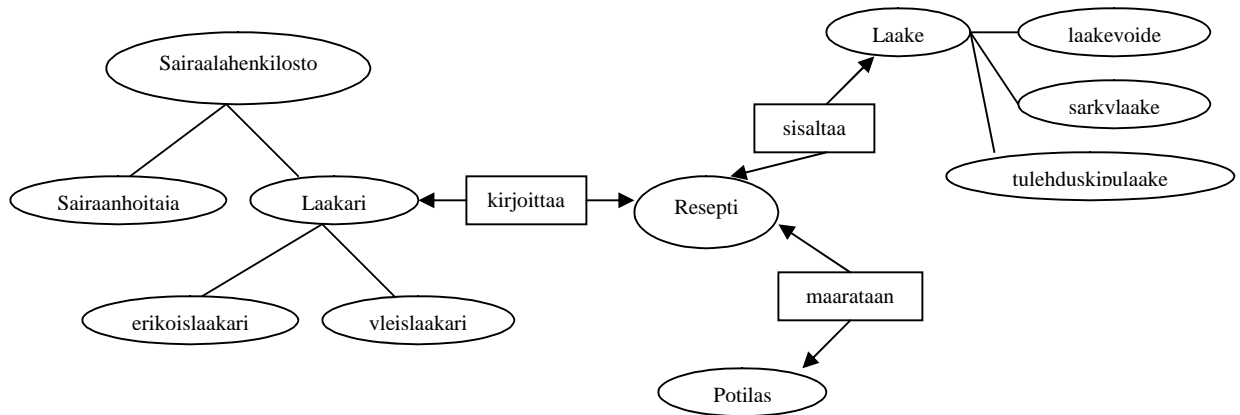 Laake
laakevoide
Sairaalahenkilosto
sarkylaake
sisaltaa
tulehduskipulaake
Sairaanhoitaja
Laakari
kirjoittaa
Resepti
maarataan
erikoislaakari
yleislaakari
Potilas